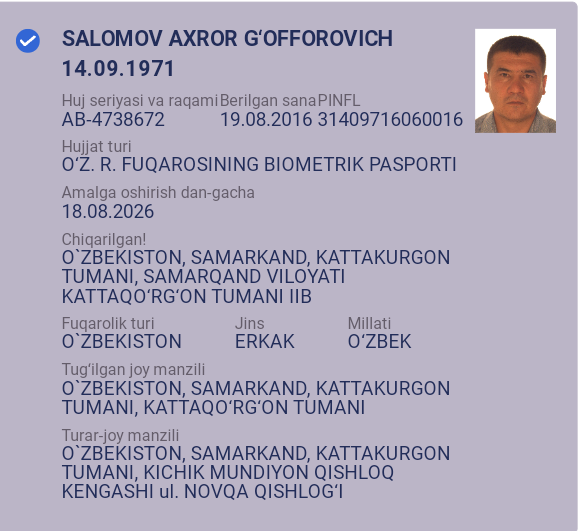 SALOMOV AXROR G‘OFFOROVICH
14.09.1971
Huj seriyasi va raqami Berilgan sana PINFL
AB-4738672 19.08.2016 31409716060016
Hujjat turi
O‘Z. R. FUQAROSINING BIOMETRIK PASPORTI
Amalga oshirish dan-gacha
18.08.2026
Chiqarilgan!
O`ZBEKISTON, SAMARKAND, KATTAKURGON
TUMANI, SAMARQAND VILOYATI
KATTAQO‘RG‘ON TUMANI IIB
Fuqarolik turi Jins Millati
O`ZBEKISTON ERKAK O‘ZBEK
Tug‘ilgan joy manzili
O`ZBEKISTON, SAMARKAND, KATTAKURGON
TUMANI, KATTAQO‘RG‘ON TUMANI
Turar-joy manzili
O`ZBEKISTON, SAMARKAND, KATTAKURGON
TUMANI, KICHIK MUNDIYON QISHLOQ
KENGASHI ul. NOVQA QISHLOG‘I